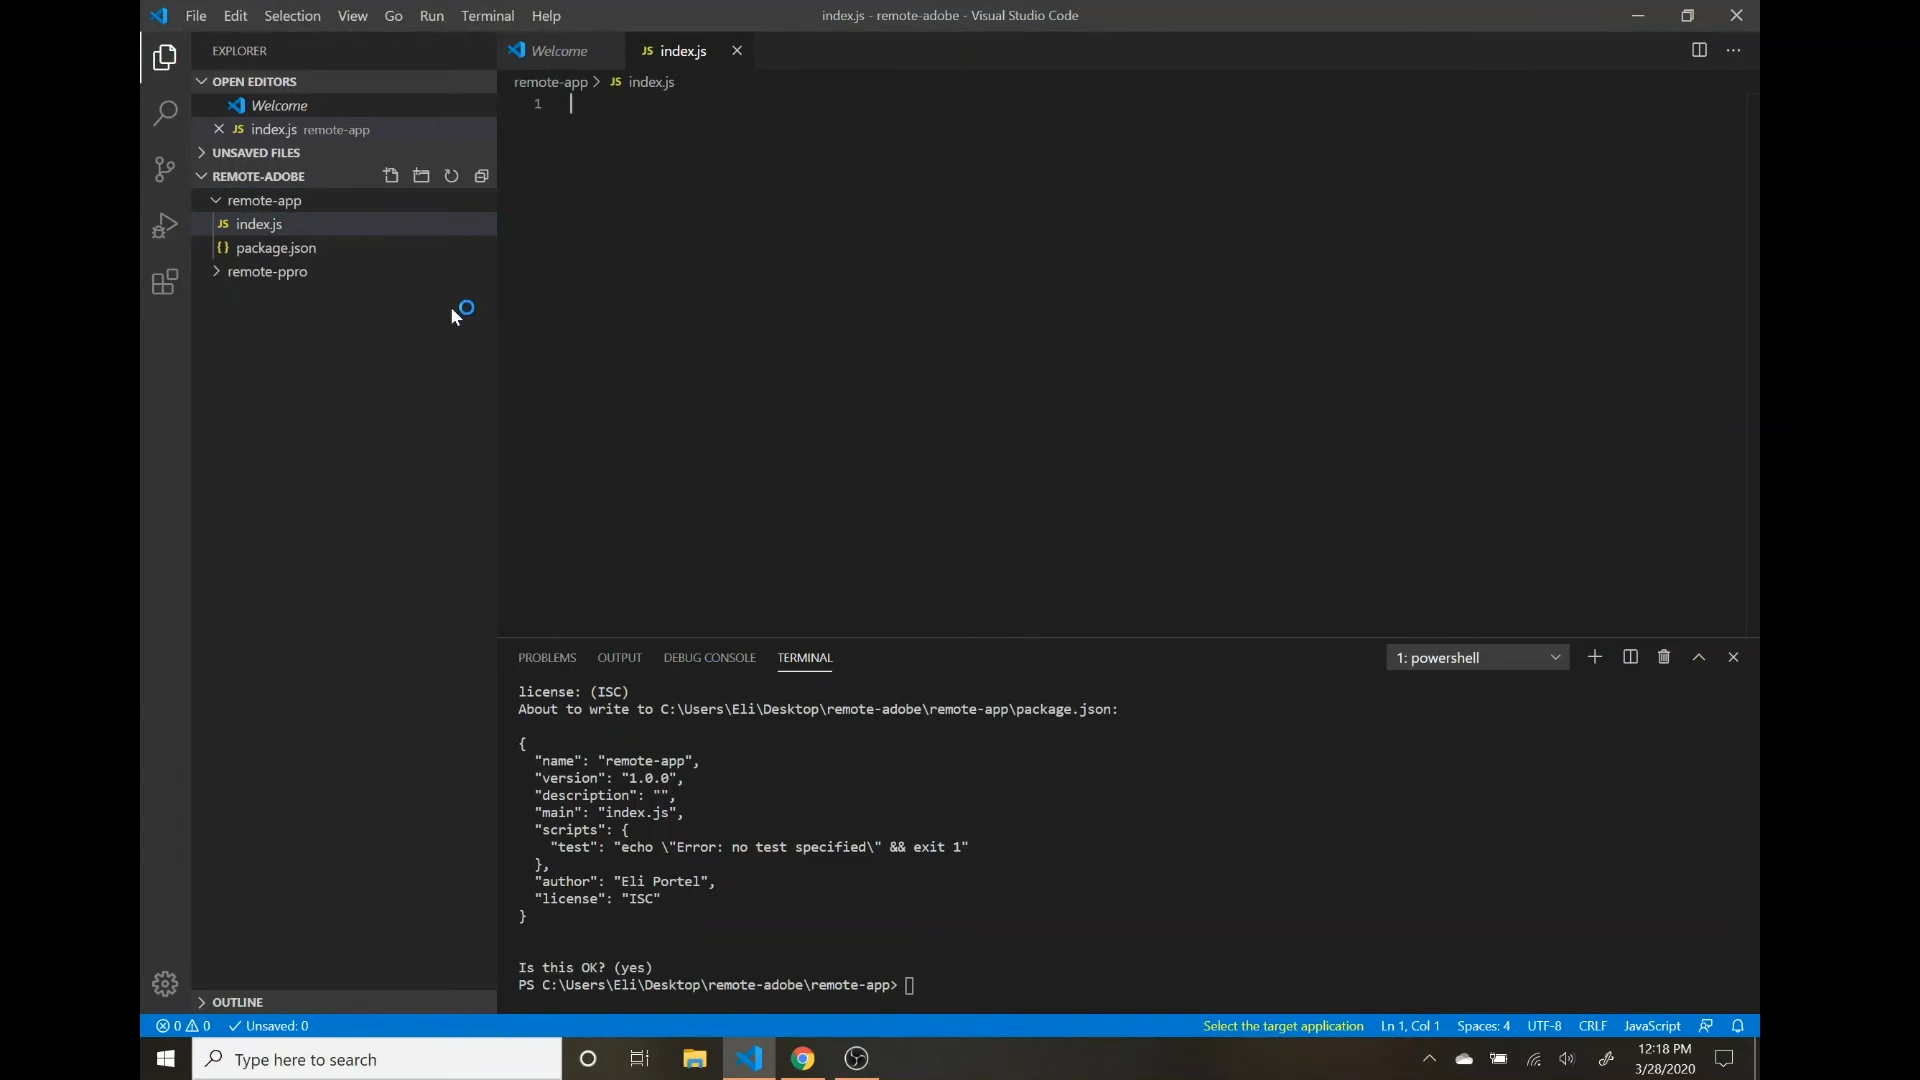 File Edit Selection View Go Run Terminal Help
index.js - remote-adobe - Visual Studio Code
EXPLORER
OPEN EDITORS
Welcome
JS index.js remote-app
UNSAVED FILES
REMOTE-ADOBE
remote-app
JS index.js
{} package.json
remote-ppro
OUTLINE
Welcome
JS index.js
remote-app > JS index.js
1
PROBLEMS OUTPUT DEBUG CONSOLE TERMINAL
1: powershell
license: (ISC)
About to write to C:\Users\Eli\Desktop\remote-adobe\remote-app\package.json:
{
"name": "remote-app",
"version": "1.0.0",
"description": "",
"main": "index.js",
"scripts": {
"test": "echo \"Error: no test specified\" && exit 1"
},
"author": "Eli Portel",
"license": "ISC"
}
Is this OK? (yes)
PS C:\Users\Eli\Desktop\remote-adobe\remote-app>
0 0 Unsaved: 0
Select the target application Ln 1, Col 1 Spaces: 4 UTF-8 CRLF JavaScript
Type here to search
12:18 PM
3/28/2020